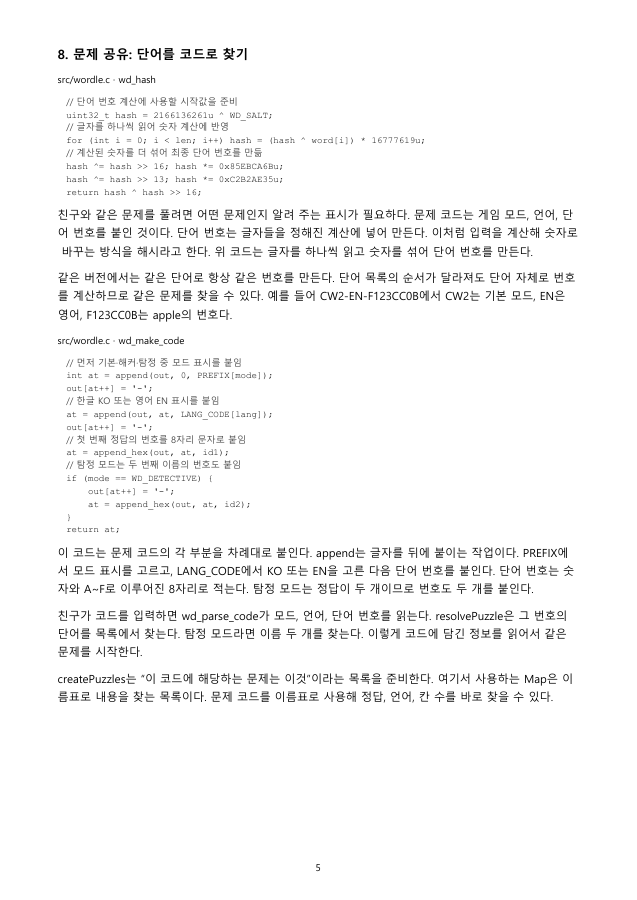 8. 문제 공유: 단어를 코드로 찾기
src/wordle.c · wd_hash
// 단어 번호 계산에 사용할 시작값을 준비
uint32_t hash = 2166136261u ^ WD_SALT;
// 글자를 하나씩 읽어 숫자 계산에 반영
for (int i = 0; i < len; i++) hash = (hash ^ word[i]) * 16777619u;
// 계산된 숫자를 더 섞어 최종 단어 번호를 만듦
hash ^= hash >> 16; hash *= 0x85EBCA6Bu;
hash ^= hash >> 13; hash *= 0xC2B2AE35u;
return hash ^ hash >> 16;
친구와 같은 문제를 풀려면 어떤 문제인지 알려 주는 표시가 필요하다. 문제 코드는 게임 모드, 언어, 단
어 번호를 붙인 것이다. 단어 번호는 글자들을 정해진 계산에 넣어 만든다. 이처럼 입력을 계산해 숫자로
바꾸는 방식을 해시라고 한다. 위 코드는 글자를 하나씩 읽고 숫자를 섞어 단어 번호를 만든다.
같은 버전에서는 같은 단어로 항상 같은 번호를 만든다. 단어 목록의 순서가 달라져도 단어 자체로 번호
를 계산하므로 같은 문제를 찾을 수 있다. 예를 들어 CW2-EN-F123CC0B에서 CW2는 기본 모드, EN은
영어, F123CC0B는 apple의 번호다.
src/wordle.c · wd_make_code
// 먼저 기본·해커·탐정 중 모드 표시를 붙임
int at = append(out, 0, PREFIX[mode]);
out[at++] = '-';
// 한글 KO 또는 영어 EN 표시를 붙임
at = append(out, at, LANG_CODE[lang]);
out[at++] = '-';
// 첫 번째 정답의 번호를 8자리 문자로 붙임
at = append_hex(out, at, id1);
// 탐정 모드는 두 번째 이름의 번호도 붙임
if (mode == WD_DETECTIVE) {
    out[at++] = '-';
    at = append_hex(out, at, id2);
}
return at;
이 코드는 문제 코드의 각 부분을 차례대로 붙인다. append는 글자를 뒤에 붙이는 작업이다. PREFIX에
서 모드 표시를 고르고, LANG_CODE에서 KO 또는 EN을 고른 다음 단어 번호를 붙인다. 단어 번호는 숫
자와 A~F로 이루어진 8자리로 적는다. 탐정 모드는 정답이 두 개이므로 번호도 두 개를 붙인다.
친구가 코드를 입력하면 wd_parse_code가 모드, 언어, 단어 번호를 읽는다. resolvePuzzle은 그 번호의
단어를 목록에서 찾는다. 탐정 모드라면 이름 두 개를 찾는다. 이렇게 코드에 담긴 정보를 읽어서 같은
문제를 시작한다.
createPuzzles는 “이 코드에 해당하는 문제는 이것”이라는 목록을 준비한다. 여기서 사용하는 Map은 이
름표로 내용을 찾는 목록이다. 문제 코드를 이름표로 사용해 정답, 언어, 칸 수를 바로 찾을 수 있다.
5